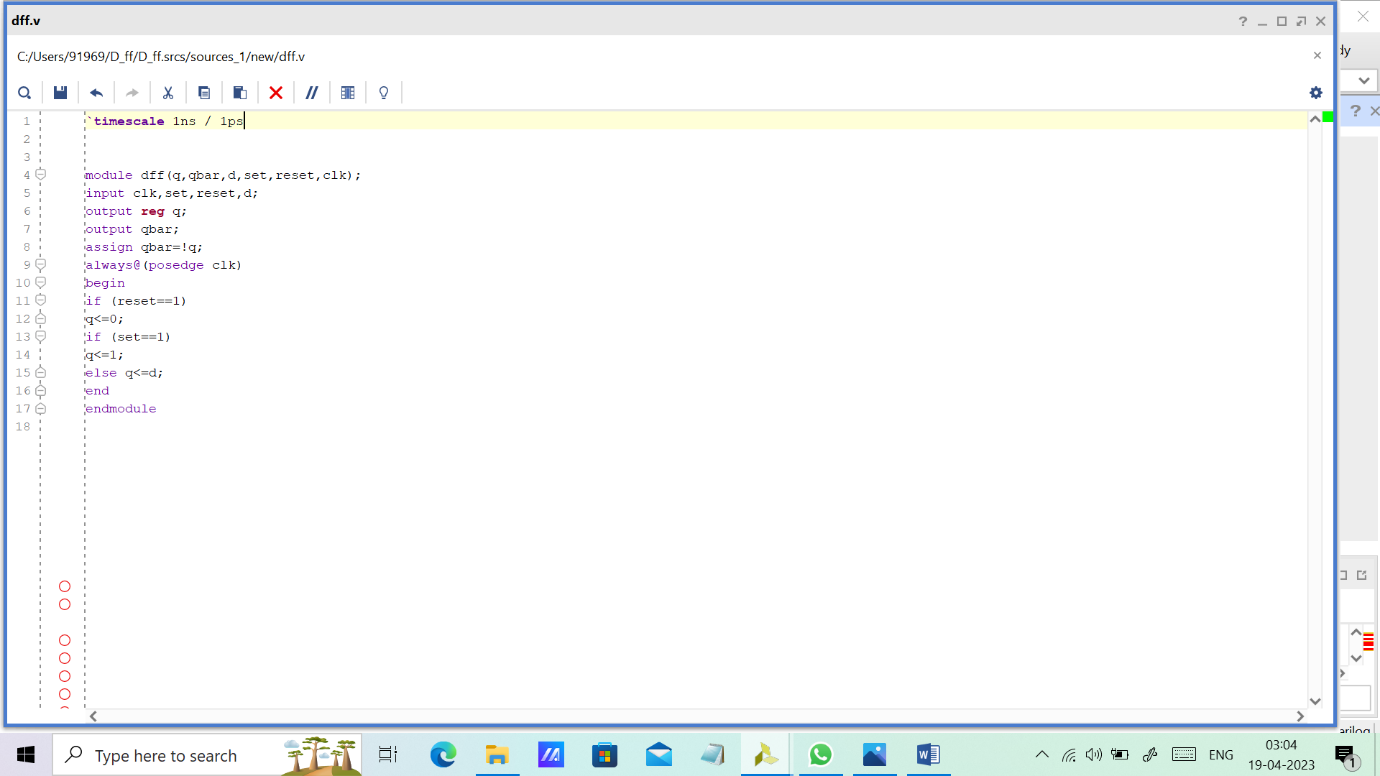 dff.v
C:/Users/91969/D_ff/D_ff.srcs/sources_1/new/dff.v
1 `timescale 1ns / 1ps
2
3
4 module dff(q,qbar,d,set,reset,clk);
5 input clk,set,reset,d;
6 output reg q;
7 output qbar;
8 assign qbar=!q;
9 always@(posedge clk)
10 begin
11 if (reset==1)
12 q<=0;
13 if (set==1)
14 q<=1;
15 else q<=d;
16 end
17 endmodule
18
Type here to search
ENG
03:04
19-04-2023
1